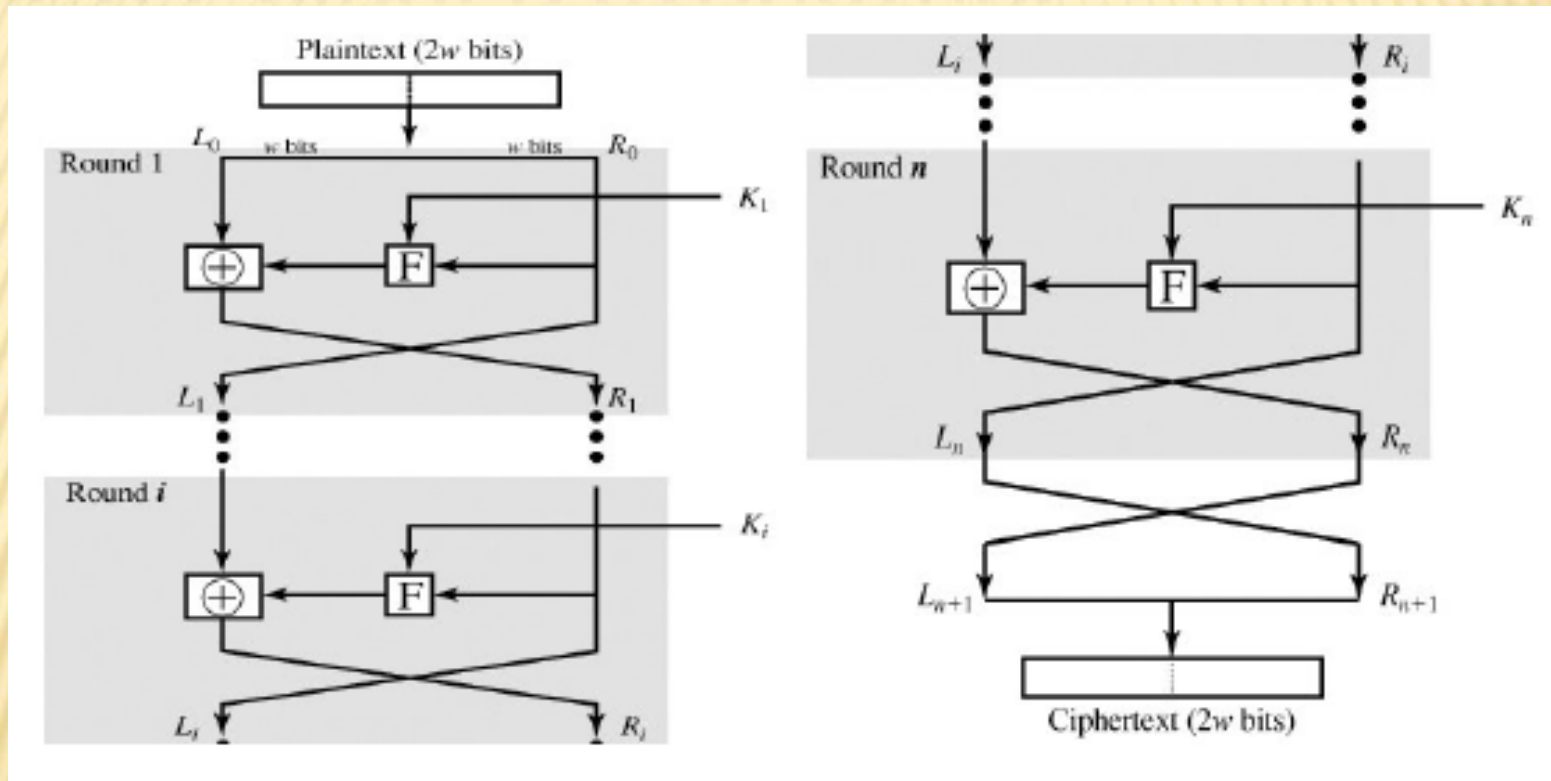 Plaintext (2w bits)
L₀ w bits w bits R₀
Round 1
K₁
⊕ F
L₁ R₁
Round i
Kᵢ
⊕ F
Lᵢ Rᵢ
Lᵢ Rᵢ
Round n
Kₙ
⊕ F
Lₙ Rₙ
Lₙ₊₁ Rₙ₊₁
Ciphertext (2w bits)